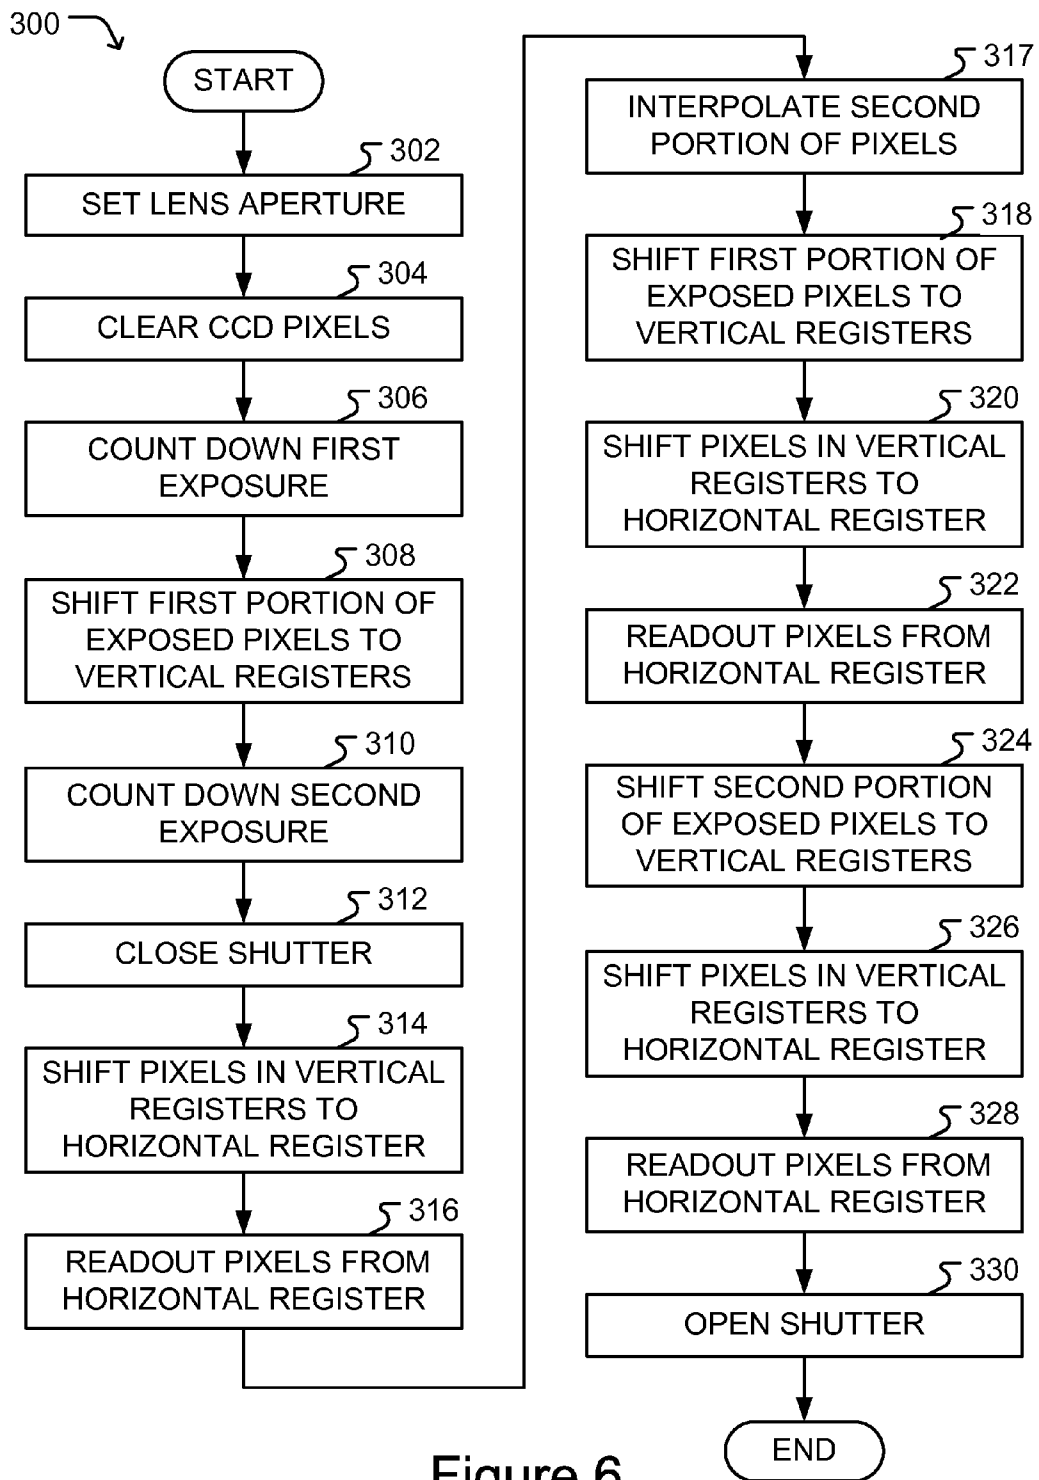 300
START
302
SET LENS APERTURE
304
CLEAR CCD PIXELS
306
COUNT DOWN FIRST
EXPOSURE
308
SHIFT FIRST PORTION OF
EXPOSED PIXELS TO
VERTICAL REGISTERS
310
COUNT DOWN SECOND
EXPOSURE
312
CLOSE SHUTTER
314
SHIFT PIXELS IN VERTICAL
REGISTERS TO
HORIZONTAL REGISTER
316
READOUT PIXELS FROM
HORIZONTAL REGISTER
317
INTERPOLATE SECOND
PORTION OF PIXELS
318
SHIFT FIRST PORTION OF
EXPOSED PIXELS TO
VERTICAL REGISTERS
320
SHIFT PIXELS IN VERTICAL
REGISTERS TO
HORIZONTAL REGISTER
322
READOUT PIXELS FROM
HORIZONTAL REGISTER
324
SHIFT SECOND PORTION
OF EXPOSED PIXELS TO
VERTICAL REGISTERS
326
SHIFT PIXELS IN VERTICAL
REGISTERS TO
HORIZONTAL REGISTER
328
READOUT PIXELS FROM
HORIZONTAL REGISTER
330
OPEN SHUTTER
END
Figure 6